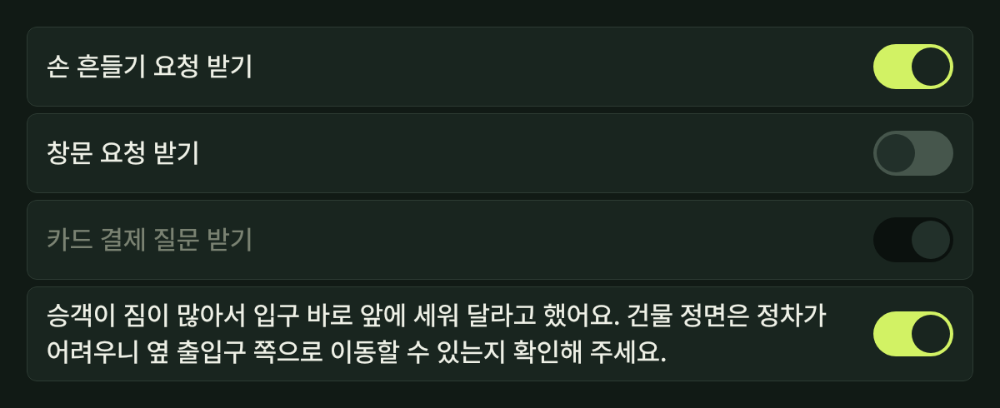 손 흔들기 요청 받기
창문 요청 받기
카드 결제 질문 받기
승객이 짐이 많아서 입구 바로 앞에 세워 달라고 했어요. 건물 정면은 정차가
어려우니 옆 출입구 쪽으로 이동할 수 있는지 확인해 주세요.